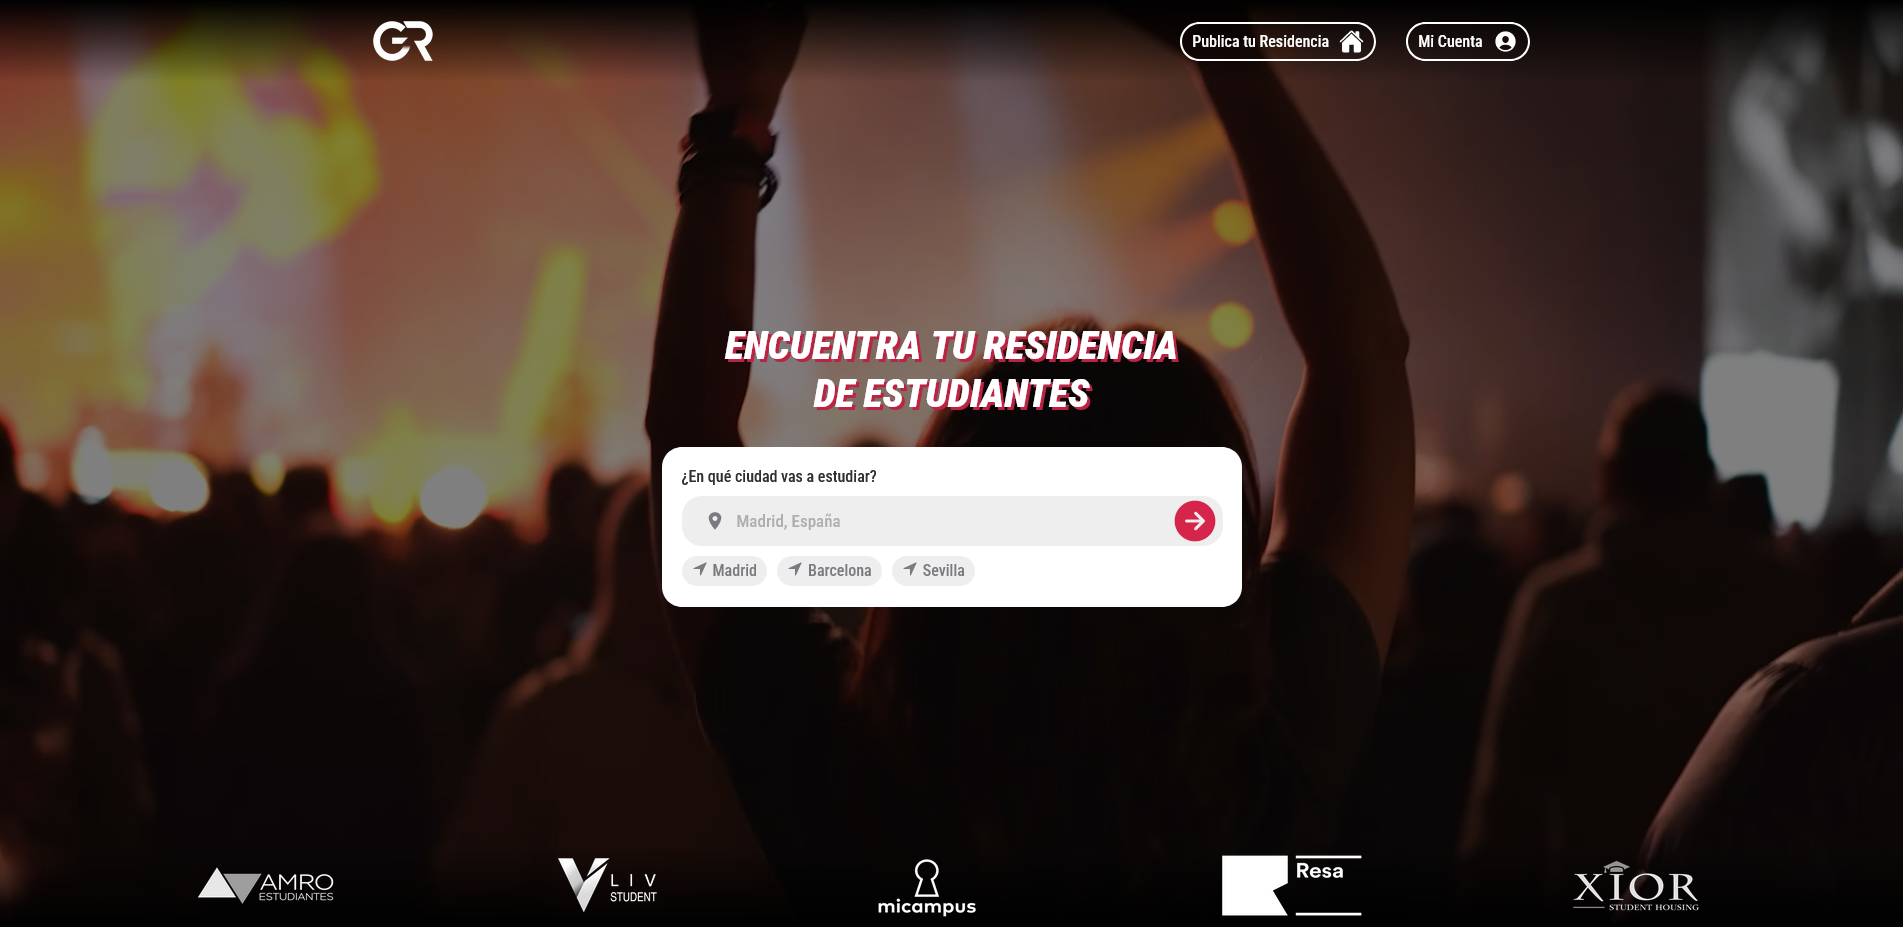 GR
Publica tu Residencia
Mi Cuenta
ENCUENTRA TU RESIDENCIA
DE ESTUDIANTES
¿En qué ciudad vas a estudiar?
Madrid, España
Madrid
Barcelona
Sevilla
AMRO
ESTUDIANTES
LIV
STUDENT
micampus
Resa
XIOR
STUDENT HOUSING